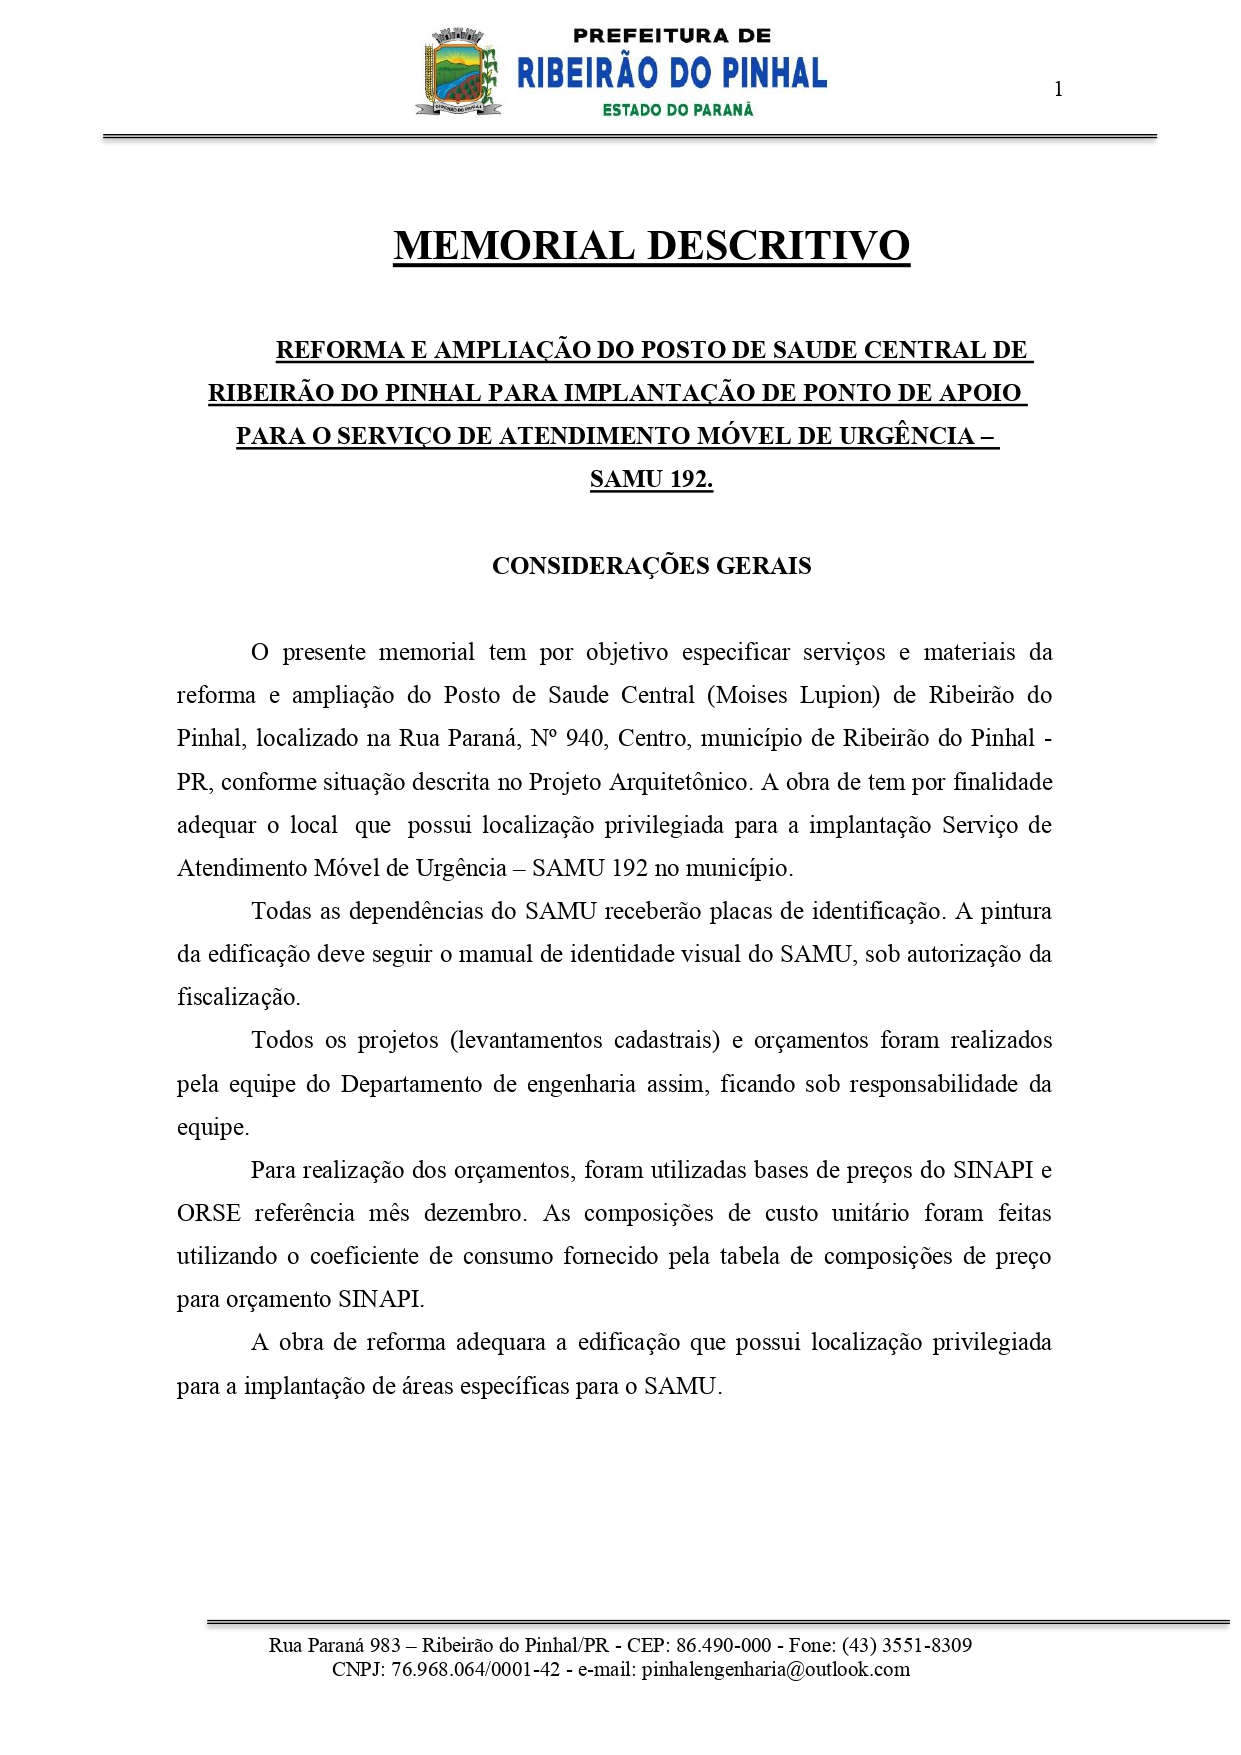 PREFEITURA DE
RIBEIRÃO DO PINHAL
ESTADO DO PARANÁ
1
MEMORIAL DESCRITIVO
REFORMA E AMPLIAÇÃO DO POSTO DE SAUDE CENTRAL DE
RIBEIRÃO DO PINHAL PARA IMPLANTAÇÃO DE PONTO DE APOIO
PARA O SERVIÇO DE ATENDIMENTO MÓVEL DE URGÊNCIA –
SAMU 192.
CONSIDERAÇÕES GERAIS
O presente memorial tem por objetivo especificar serviços e materiais da
reforma e ampliação do Posto de Saude Central (Moises Lupion) de Ribeirão do
Pinhal, localizado na Rua Paraná, Nº 940, Centro, município de Ribeirão do Pinhal -
PR, conforme situação descrita no Projeto Arquitetônico. A obra de tem por finalidade
adequar o local que possui localização privilegiada para a implantação Serviço de
Atendimento Móvel de Urgência – SAMU 192 no município.
Todas as dependências do SAMU receberão placas de identificação. A pintura
da edificação deve seguir o manual de identidade visual do SAMU, sob autorização da
fiscalização.
Todos os projetos (levantamentos cadastrais) e orçamentos foram realizados
pela equipe do Departamento de engenharia assim, ficando sob responsabilidade da
equipe.
Para realização dos orçamentos, foram utilizadas bases de preços do SINAPI e
ORSE referência mês dezembro. As composições de custo unitário foram feitas
utilizando o coeficiente de consumo fornecido pela tabela de composições de preço
para orçamento SINAPI.
A obra de reforma adequara a edificação que possui localização privilegiada
para a implantação de áreas específicas para o SAMU.
Rua Paraná 983 – Ribeirão do Pinhal/PR - CEP: 86.490-000 - Fone: (43) 3551-8309
CNPJ: 76.968.064/0001-42 - e-mail: pinhalengenharia@outlook.com